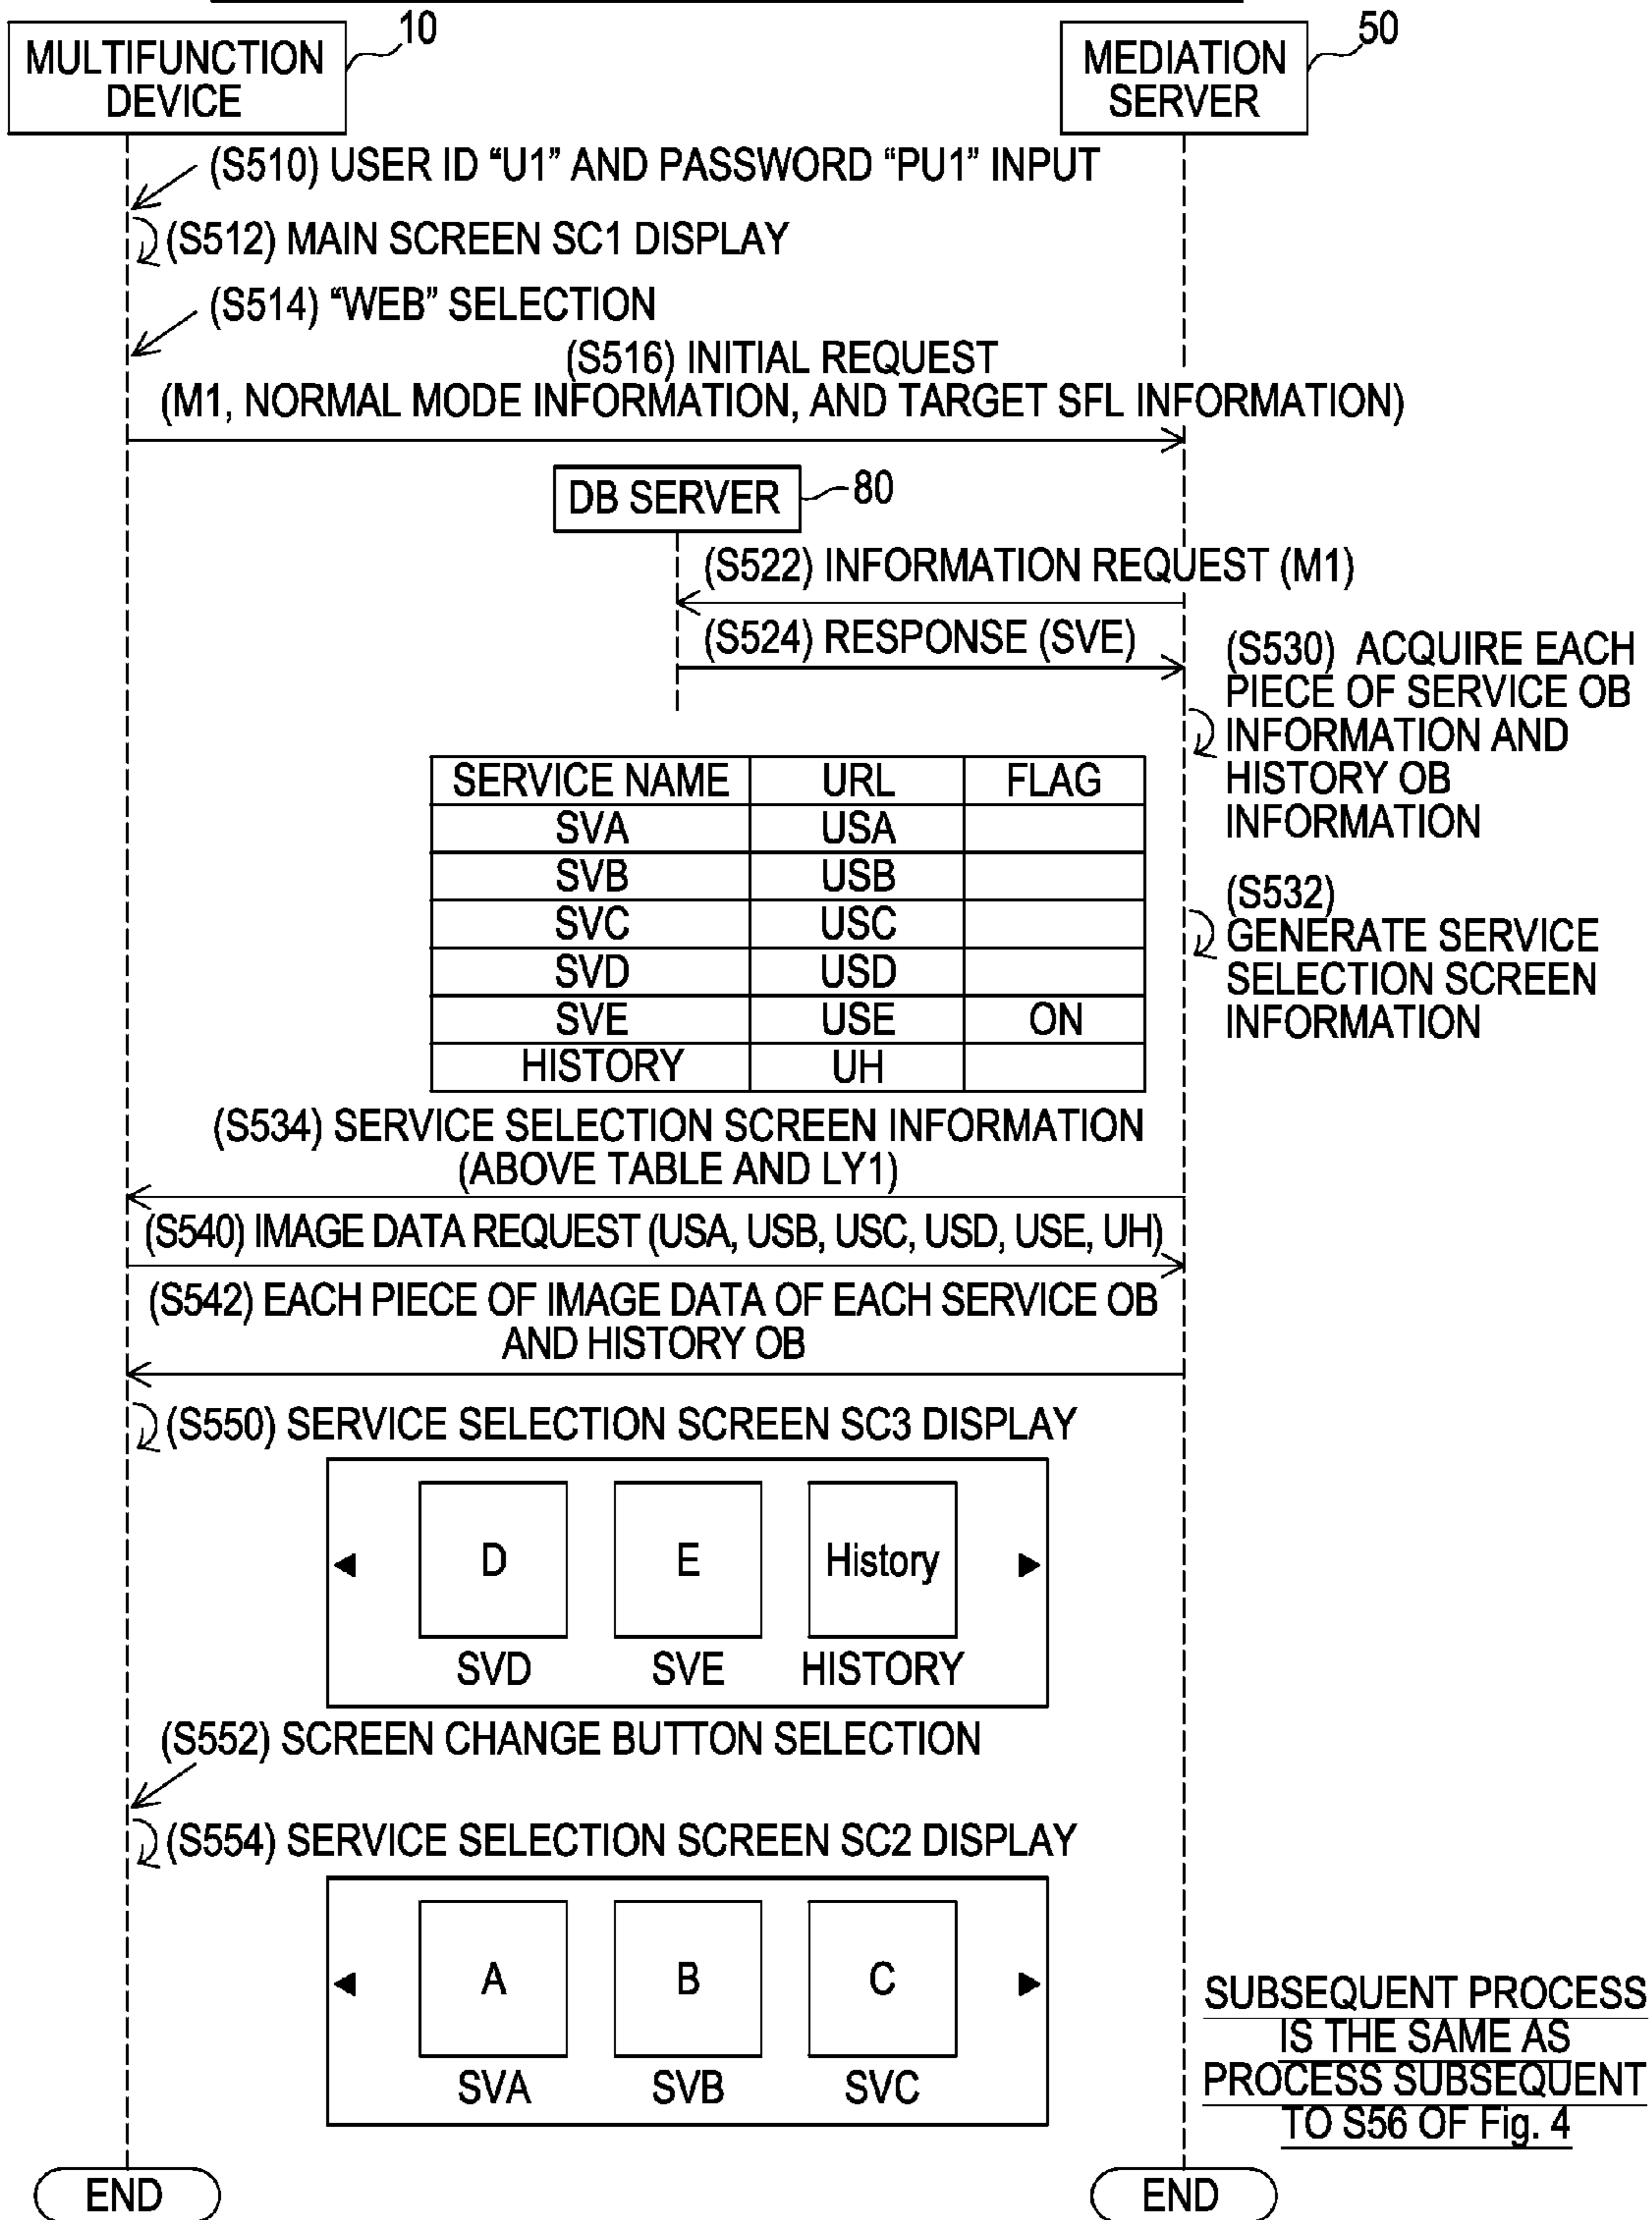 MULTIFUNCTION
DEVICE
10
MEDIATION
SERVER
50
(S510) USER ID “U1” AND PASSWORD “PU1” INPUT
(S512) MAIN SCREEN SC1 DISPLAY
(S514) “WEB” SELECTION
(S516) INITIAL REQUEST
(M1, NORMAL MODE INFORMATION, AND TARGET SFL INFORMATION)
DB SERVER
80
(S522) INFORMATION REQUEST (M1)
(S524) RESPONSE (SVE)
(S530) ACQUIRE EACH
PIECE OF SERVICE OB
INFORMATION AND
HISTORY OB
INFORMATION
SERVICE NAME URL FLAG
SVA USA
SVB USB
SVC USC
SVD USD
SVE USE ON
HISTORY UH
(S532)
GENERATE SERVICE
SELECTION SCREEN
INFORMATION
(S534) SERVICE SELECTION SCREEN INFORMATION
(ABOVE TABLE AND LY1)
(S540) IMAGE DATA REQUEST (USA, USB, USC, USD, USE, UH)
(S542) EACH PIECE OF IMAGE DATA OF EACH SERVICE OB
AND HISTORY OB
(S550) SERVICE SELECTION SCREEN SC3 DISPLAY
D E History
SVD SVE HISTORY
(S552) SCREEN CHANGE BUTTON SELECTION
(S554) SERVICE SELECTION SCREEN SC2 DISPLAY
A B C
SVA SVB SVC
SUBSEQUENT PROCESS
IS THE SAME AS
PROCESS SUBSEQUENT
TO S56 OF Fig. 4
END END